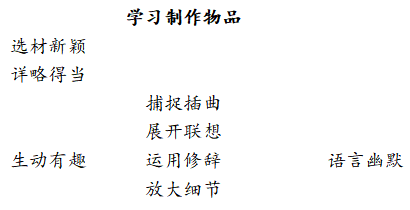 学习制作物品
选材新颖
详略得当
捕捉插曲
展开联想
生动有趣 运用修辞 语言幽默
放大细节